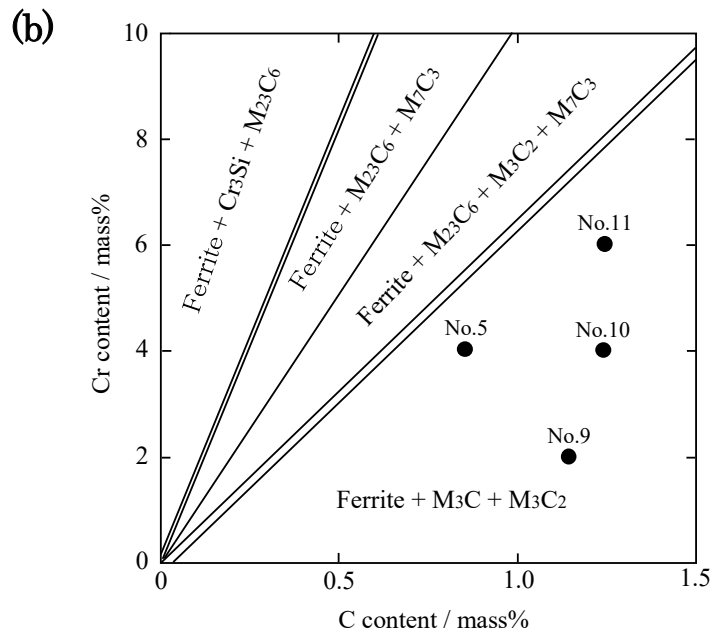 (b)
10
8
6
4
2
0
Cr content / mass%
Ferrite + Cr3Si + M23C6
Ferrite + M23C6 + M7C3
Ferrite + M23C6 + M3C2 + M7C3
No.11
No.5
No.10
No.9
Ferrite + M3C + M3C2
0
0.5
1.0
1.5
C content / mass%